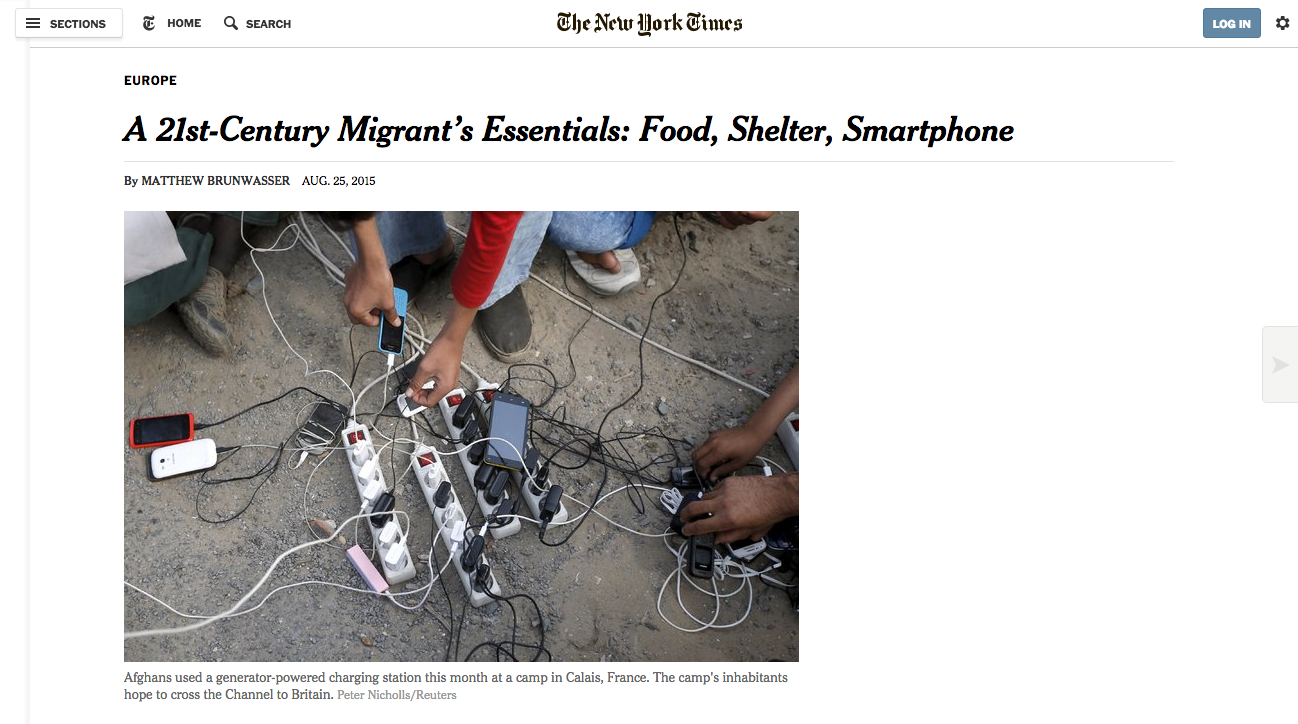 SECTIONS HOME SEARCH The New York Times LOG IN
EUROPE
A 21st-Century Migrant's Essentials: Food, Shelter, Smartphone
By MATTHEW BRUNWASSER AUG. 25, 2015
Afghans used a generator-powered charging station this month at a camp in Calais, France. The camp's inhabitants
hope to cross the Channel to Britain. Peter Nicholls/Reuters